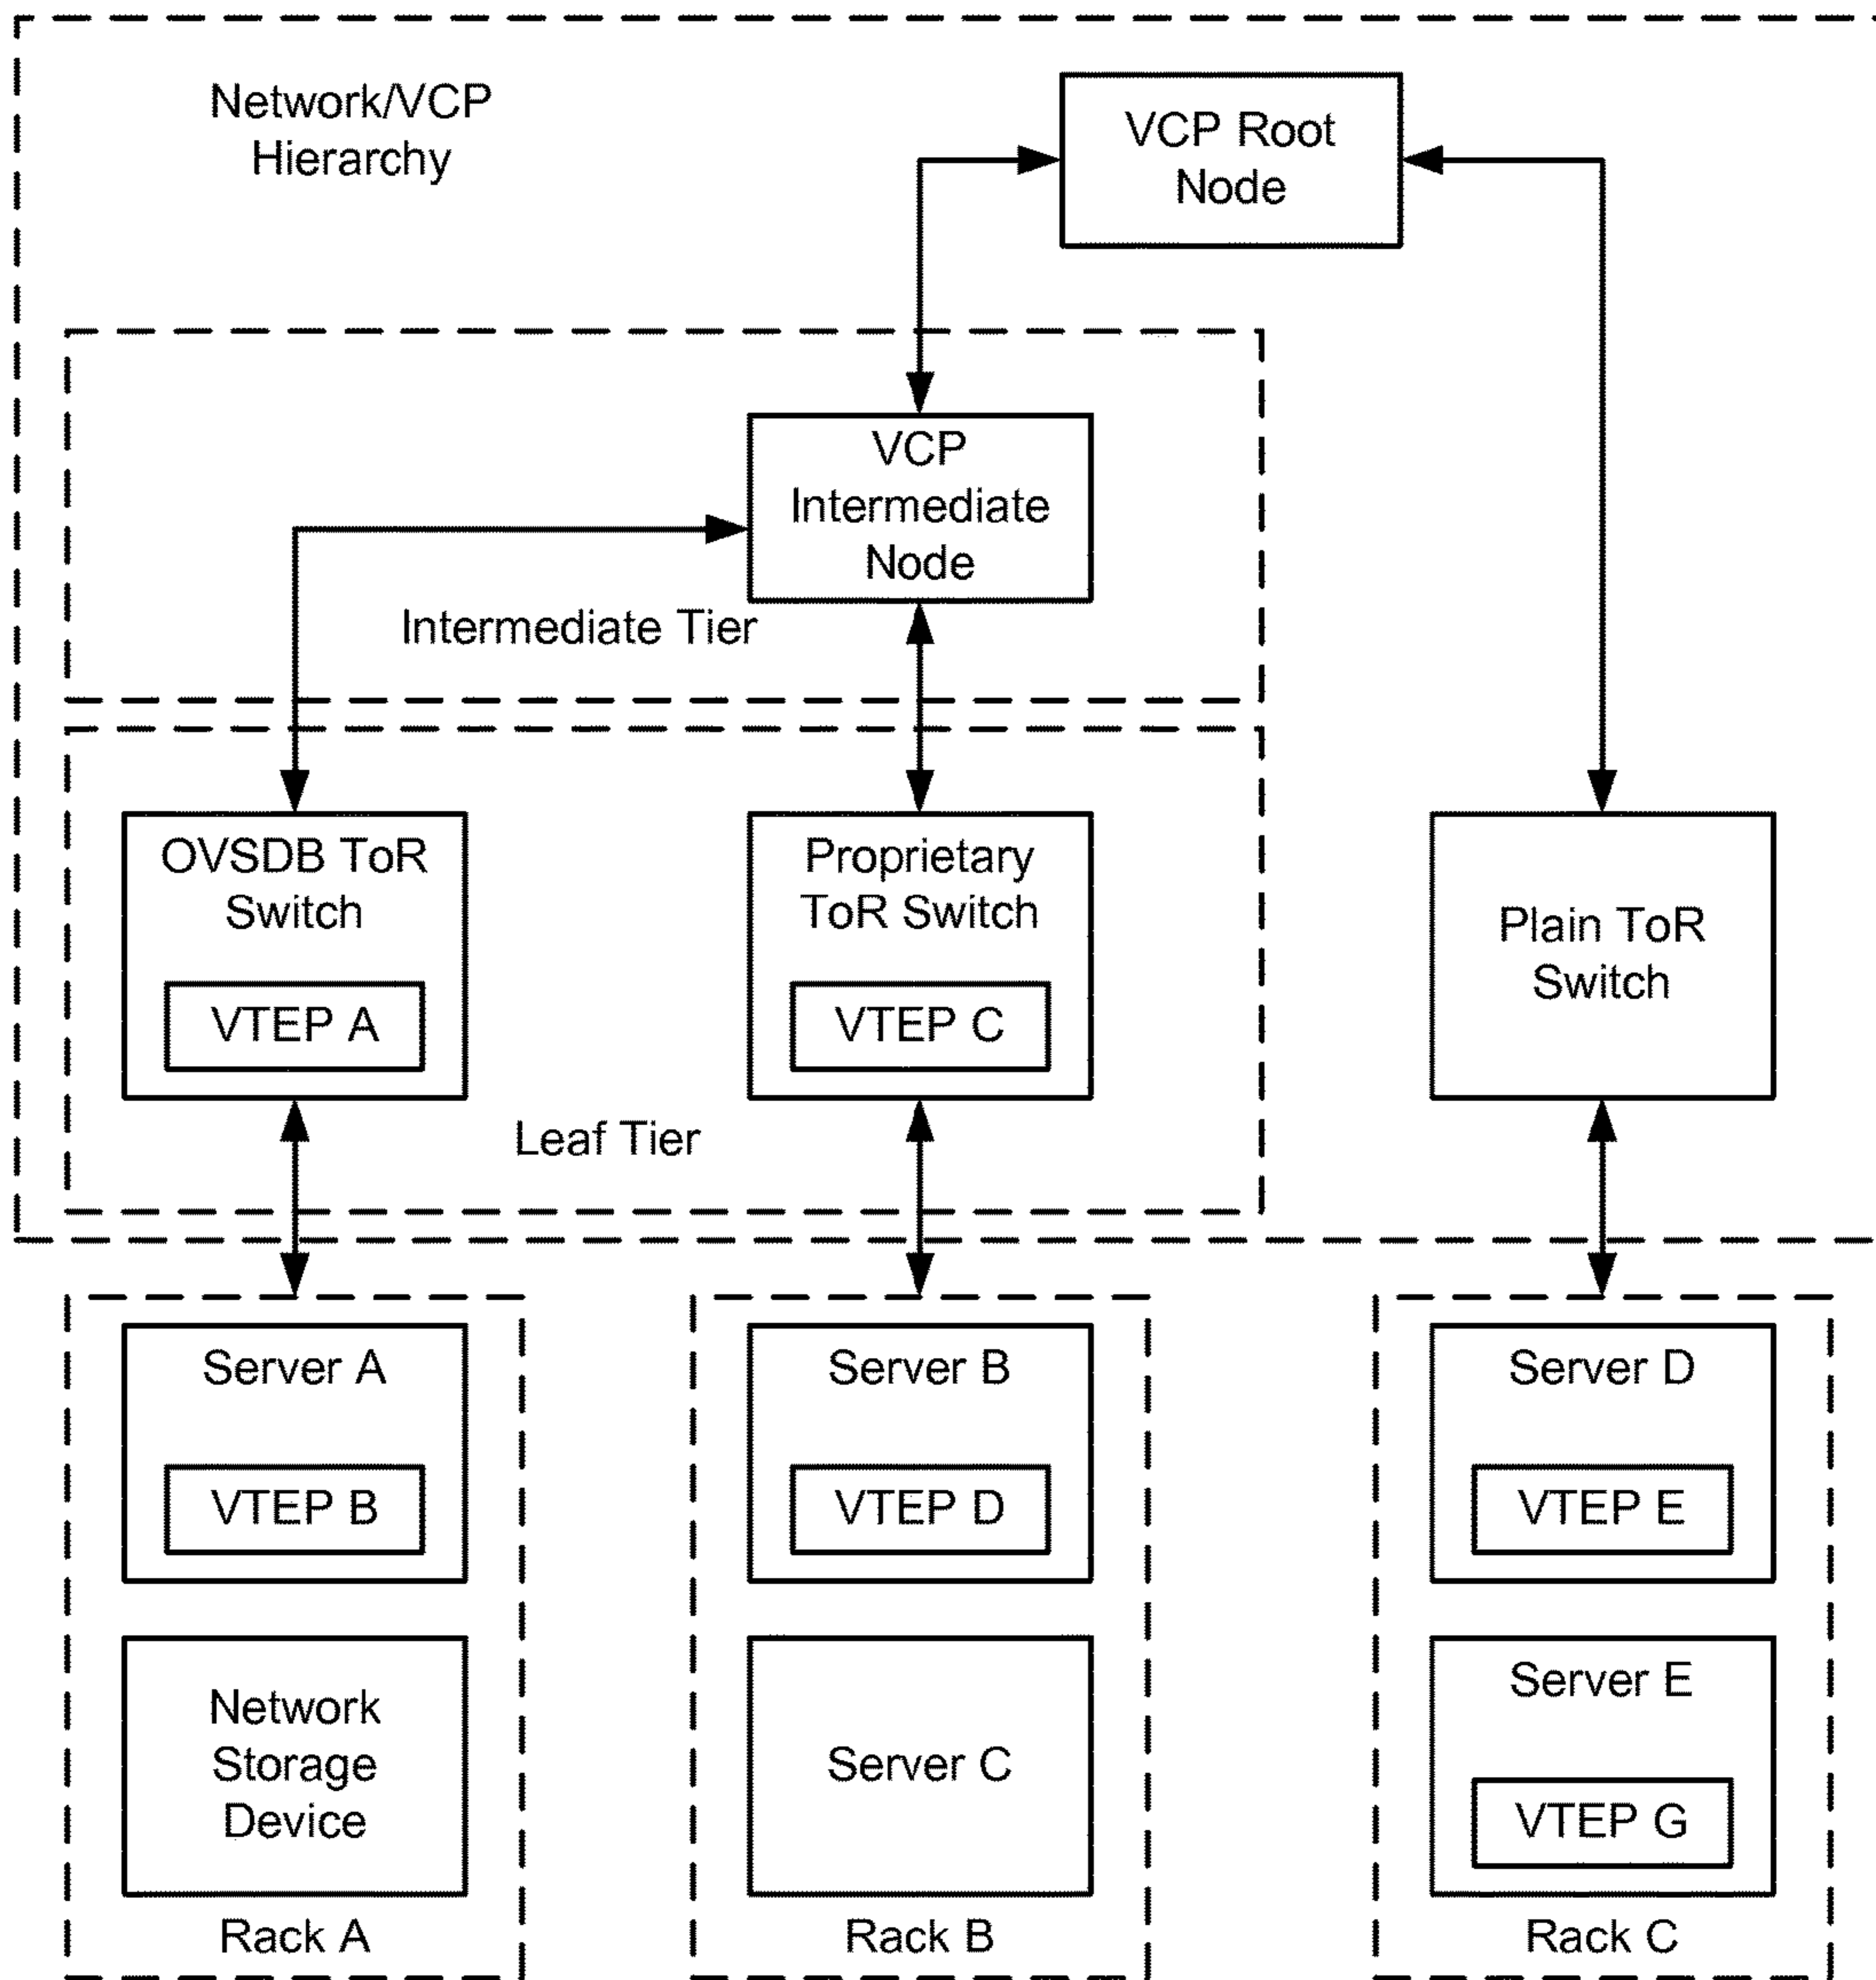 Network/VCP
Hierarchy
VCP Root
Node
VCP
Intermediate
Node
Intermediate Tier
OVSDB ToR
Switch
VTEP A
Proprietary
ToR Switch
VTEP C
Plain ToR
Switch
Leaf Tier
Server A
VTEP B
Server B
VTEP D
Server D
VTEP E
Network
Storage
Device
Server C
Server E
VTEP G
Rack A
Rack B
Rack C